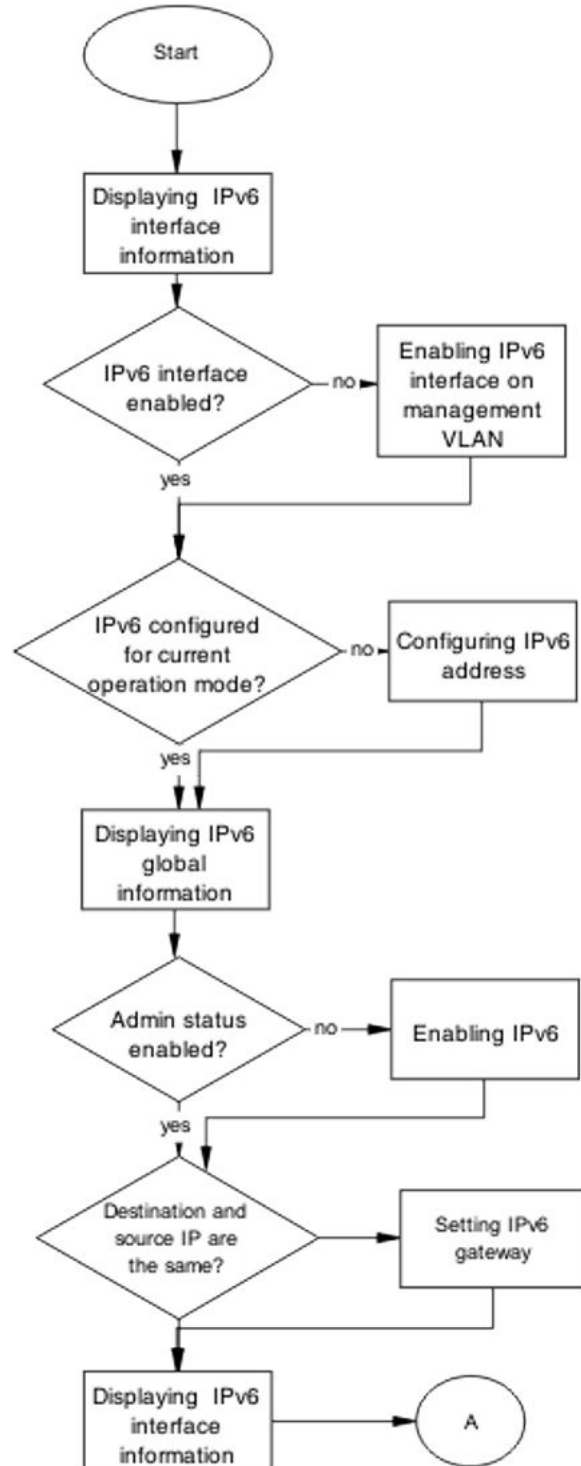 Start
Displaying IPv6
interface
information
IPv6 interface
enabled?
no
Enabling IPv6
interface on
management
VLAN
yes
IPv6 configured
for current
operation mode?
no
Configuring IPv6
address
yes
Displaying IPv6
global
information
Admin status
enabled?
no
Enabling IPv6
yes
Destination and
source IP are
the same?
Setting IPv6
gateway
Displaying IPv6
interface
information
A